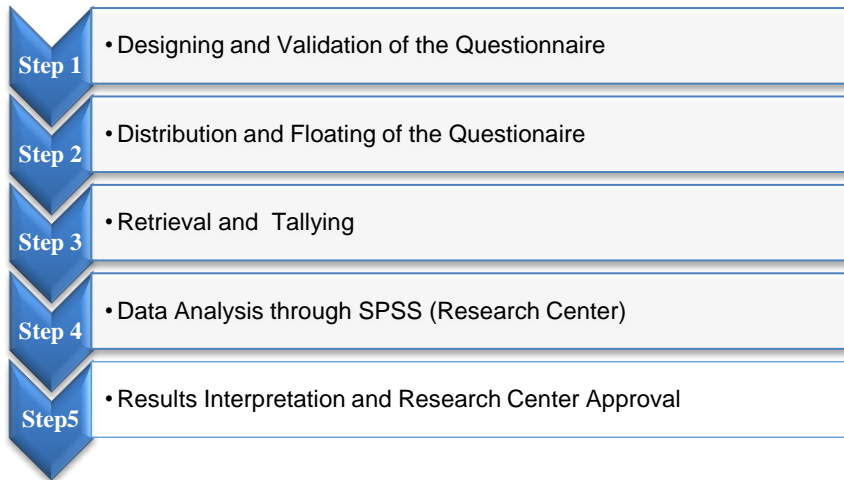 Step 1
• Designing and Validation of the Questionnaire
Step 2
• Distribution and Floating of the Questionaire
Step 3
• Retrieval and Tallying
Step 4
• Data Analysis through SPSS (Research Center)
Step5
• Results Interpretation and Research Center Approval